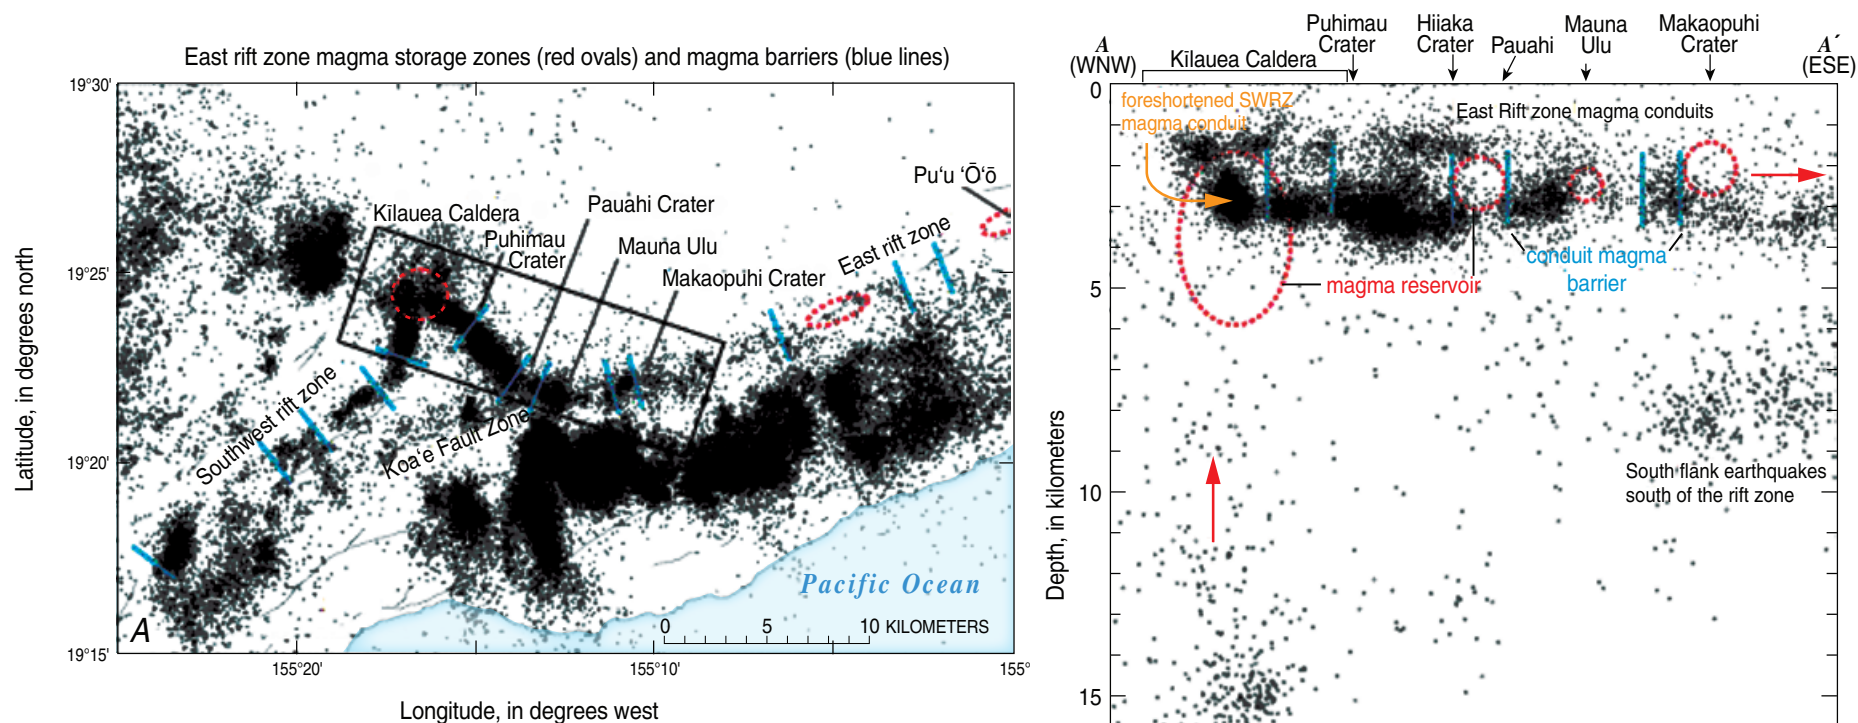 East rift zone magma storage zones (red ovals) and magma barriers (blue lines)
19°30'
19°25'
19°20'
19°15'
Latitude, in degrees north
155°20'
155°10'
155°
Longitude, in degrees west
Kīlauea Caldera
Puhimau
Crater
Pauahi Crater
Mauna Ulu
Makaopuhi Crater
East rift zone
Pu‘u ‘Ō‘ō
Southwest rift zone
Koa‘e Fault Zone
Pacific Ocean
0 5 10 KILOMETERS
A
A
(WNW)
Kīlauea Caldera
Puhimau
Crater
Hiiaka
Crater
Pauahi
Mauna
Ulu
Makaopuhi
Crater
A´
(ESE)
0
5
10
15
Depth, in kilometers
foreshortened SWRZ
magma conduit
East Rift zone magma conduits
magma reservoir
conduit magma
barrier
South flank earthquakes
south of the rift zone